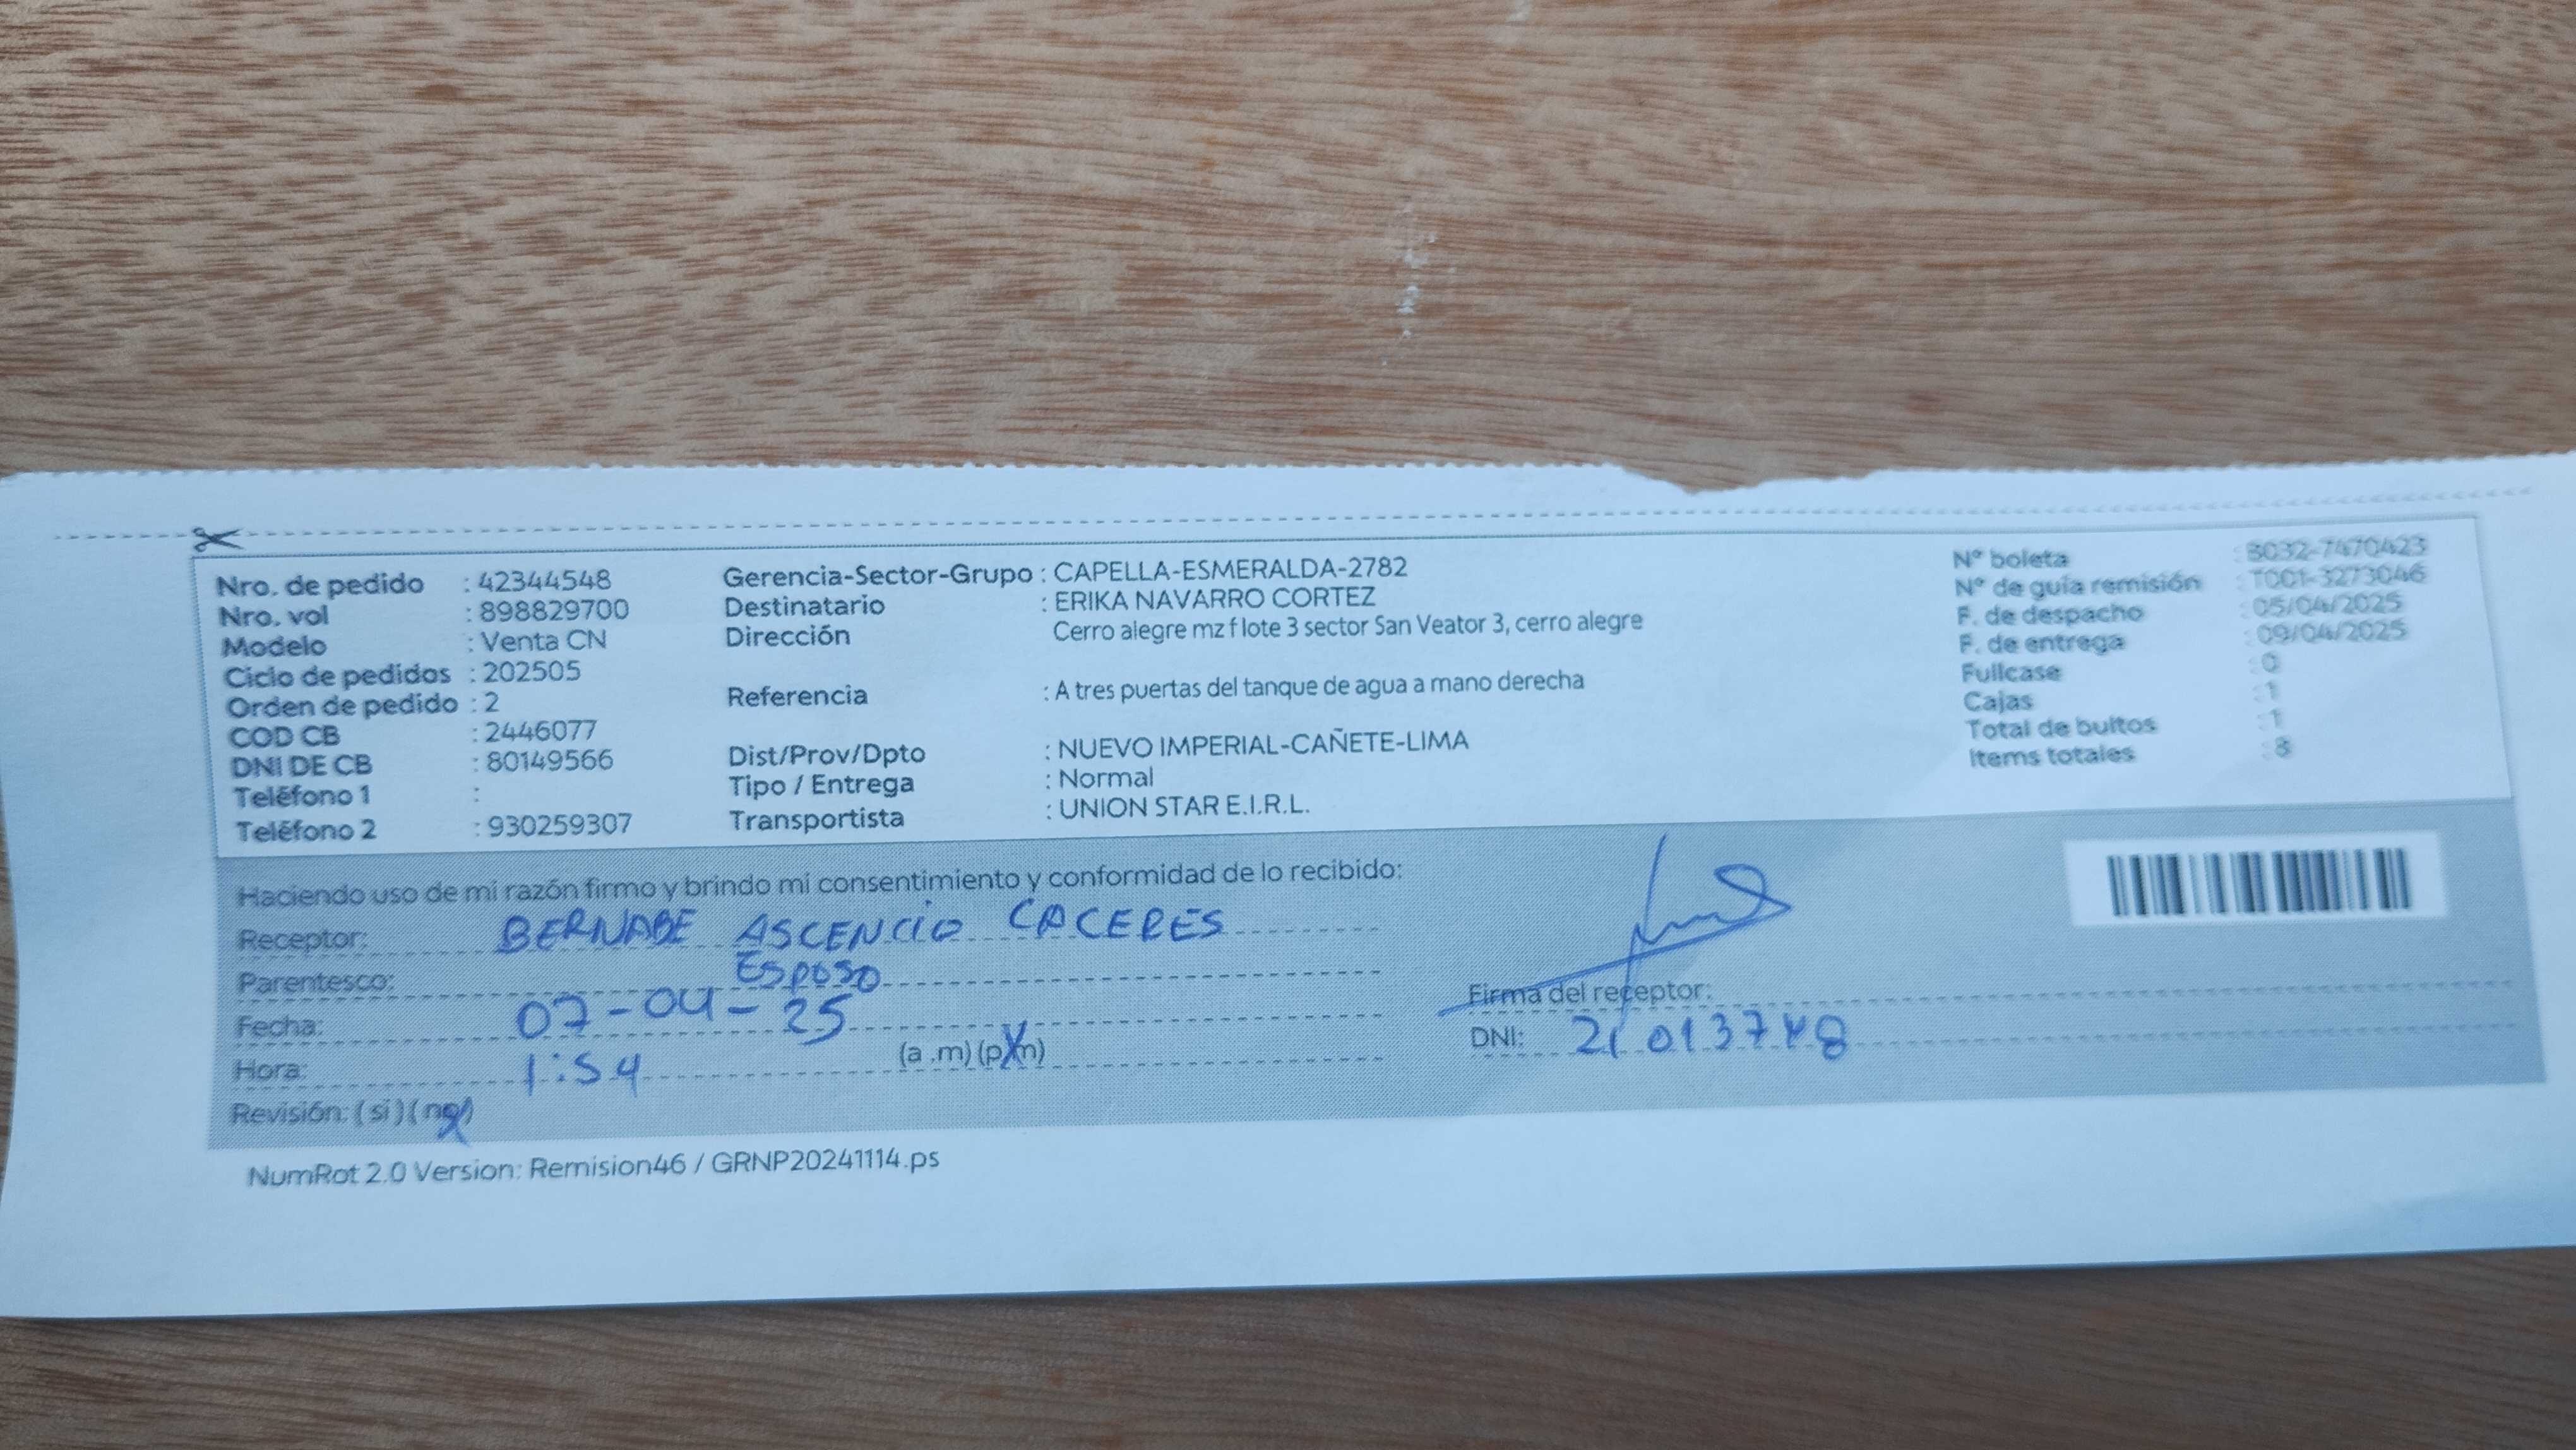 Nro. de pedido : 42344548
Nro. vol : 898829700
Modelo : Venta CN
Ciclo de pedidos : 202505
Orden de pedido : 2
COD CB : 2446077
DNI DE CB : 80149566
Teléfono 1 :
Teléfono 2 : 930259307
Gerencia-Sector-Grupo : CAPELLA-ESMERALDA-2782
Destinatario : ERIKA NAVARRO CORTEZ
Dirección Cerro alegre mz f lote 3 sector San Veator 3, cerro alegre
Referencia : A tres puertas del tanque de agua a mano derecha
Dist/Prov/Dpto : NUEVO IMPERIAL-CAÑETE-LIMA
Tipo / Entrega : Normal
Transportista : UNION STAR E.I.R.L.
N° boleta : B032-7470423
N° de guía remisión : T001-3273046
F. de despacho : 05/04/2025
F. de entrega : 09/04/2025
Fullcase : 0
Cajas : 1
Total de bultos : 1
Items totales : 8
Haciendo uso de mi razón firmo y brindo mi consentimiento y conformidad de lo recibido:
Receptor: BERNABE ASCENCIO CACERES
Parentesco: ESPOSO
Fecha: 07-04-25
Hora: 1:54 (a .m) (p.m)
Revisión: ( si ) ( no )
Firma del receptor:
DNI:
NumRot 2.0 Version: Remision46 / GRNP20241114.ps